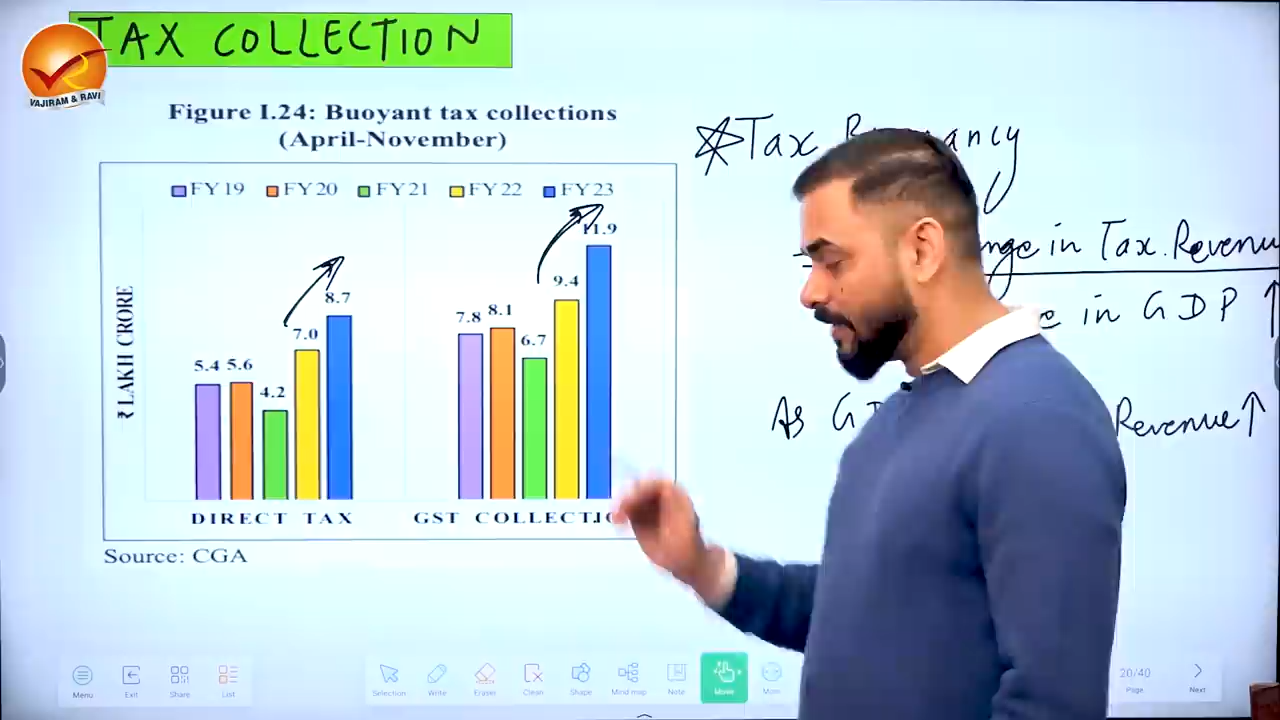 TAX COLLECTION
VAJIRAM & RAVI
Figure I.24: Buoyant tax collections
(April-November)
FY19 FY20 FY21 FY22 FY23
₹ LAKH CRORE
5.4 5.6 4.2 7.0 8.7
7.8 8.1 6.7 9.4 11.9
DIRECT TAX
GST COLLECTIO
Source: CGA
Tax B ancy
nge in Tax Revenu
e in GDP ↑
As G Revenue ↑
Menu Exit Share List Selection Write Eraser Clean Shape Mind map Note Move More
20/40
Page
Next